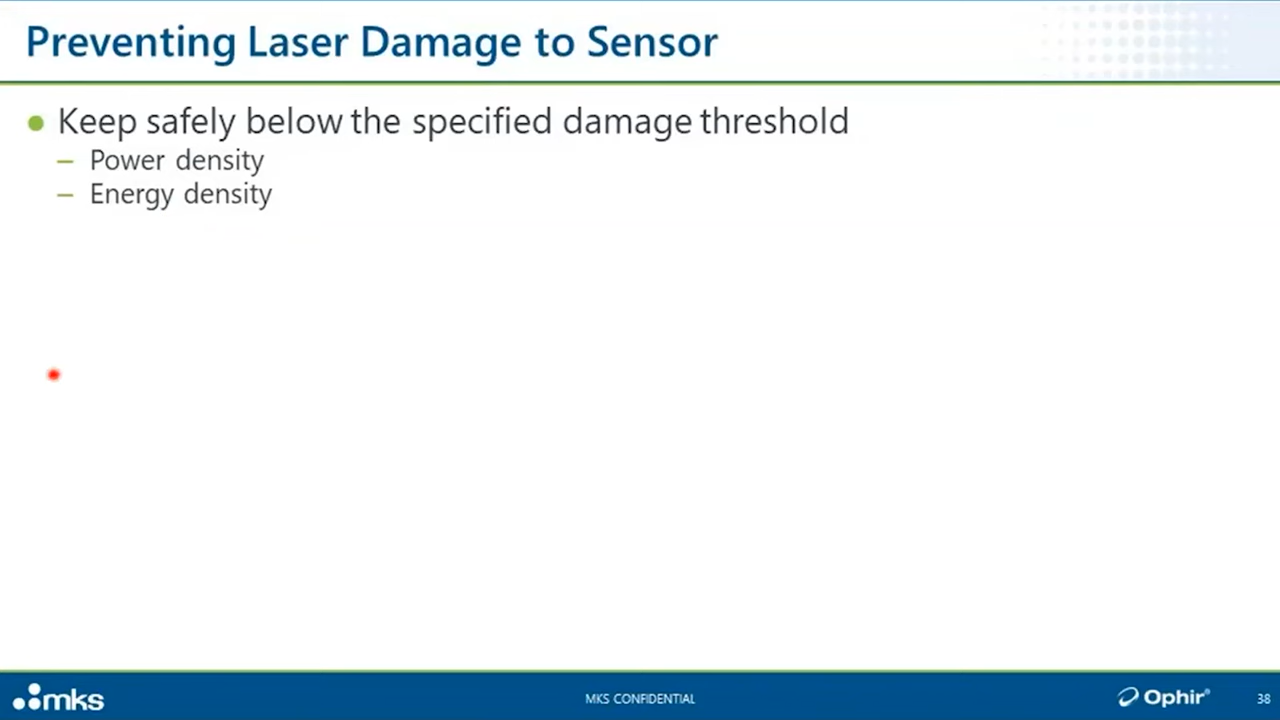 Preventing Laser Damage to Sensor
● Keep safely below the specified damage threshold
– Power density
– Energy density
mks
MKS CONFIDENTIAL
Ophir®
38